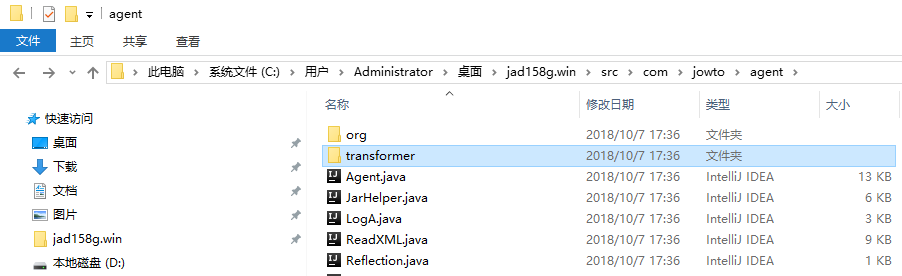 agent
文件 主页 共享 查看
此电脑 系统文件 (C:) 用户 Administrator 桌面 jad158g.win src com jowto agent
名称 修改日期 类型 大小
快速访问
桌面
下载
文档
图片
jad158g.win
本地磁盘 (D:)
org 2018/10/7 17:36 文件夹
transformer 2018/10/7 17:36 文件夹
Agent.java 2018/10/7 17:36 IntelliJ IDEA 13 KB
JarHelper.java 2018/10/7 17:36 IntelliJ IDEA 6 KB
LogA.java 2018/10/7 17:36 IntelliJ IDEA 3 KB
ReadXML.java 2018/10/7 17:36 IntelliJ IDEA 9 KB
Reflection.java 2018/10/7 17:36 IntelliJ IDEA 1 KB